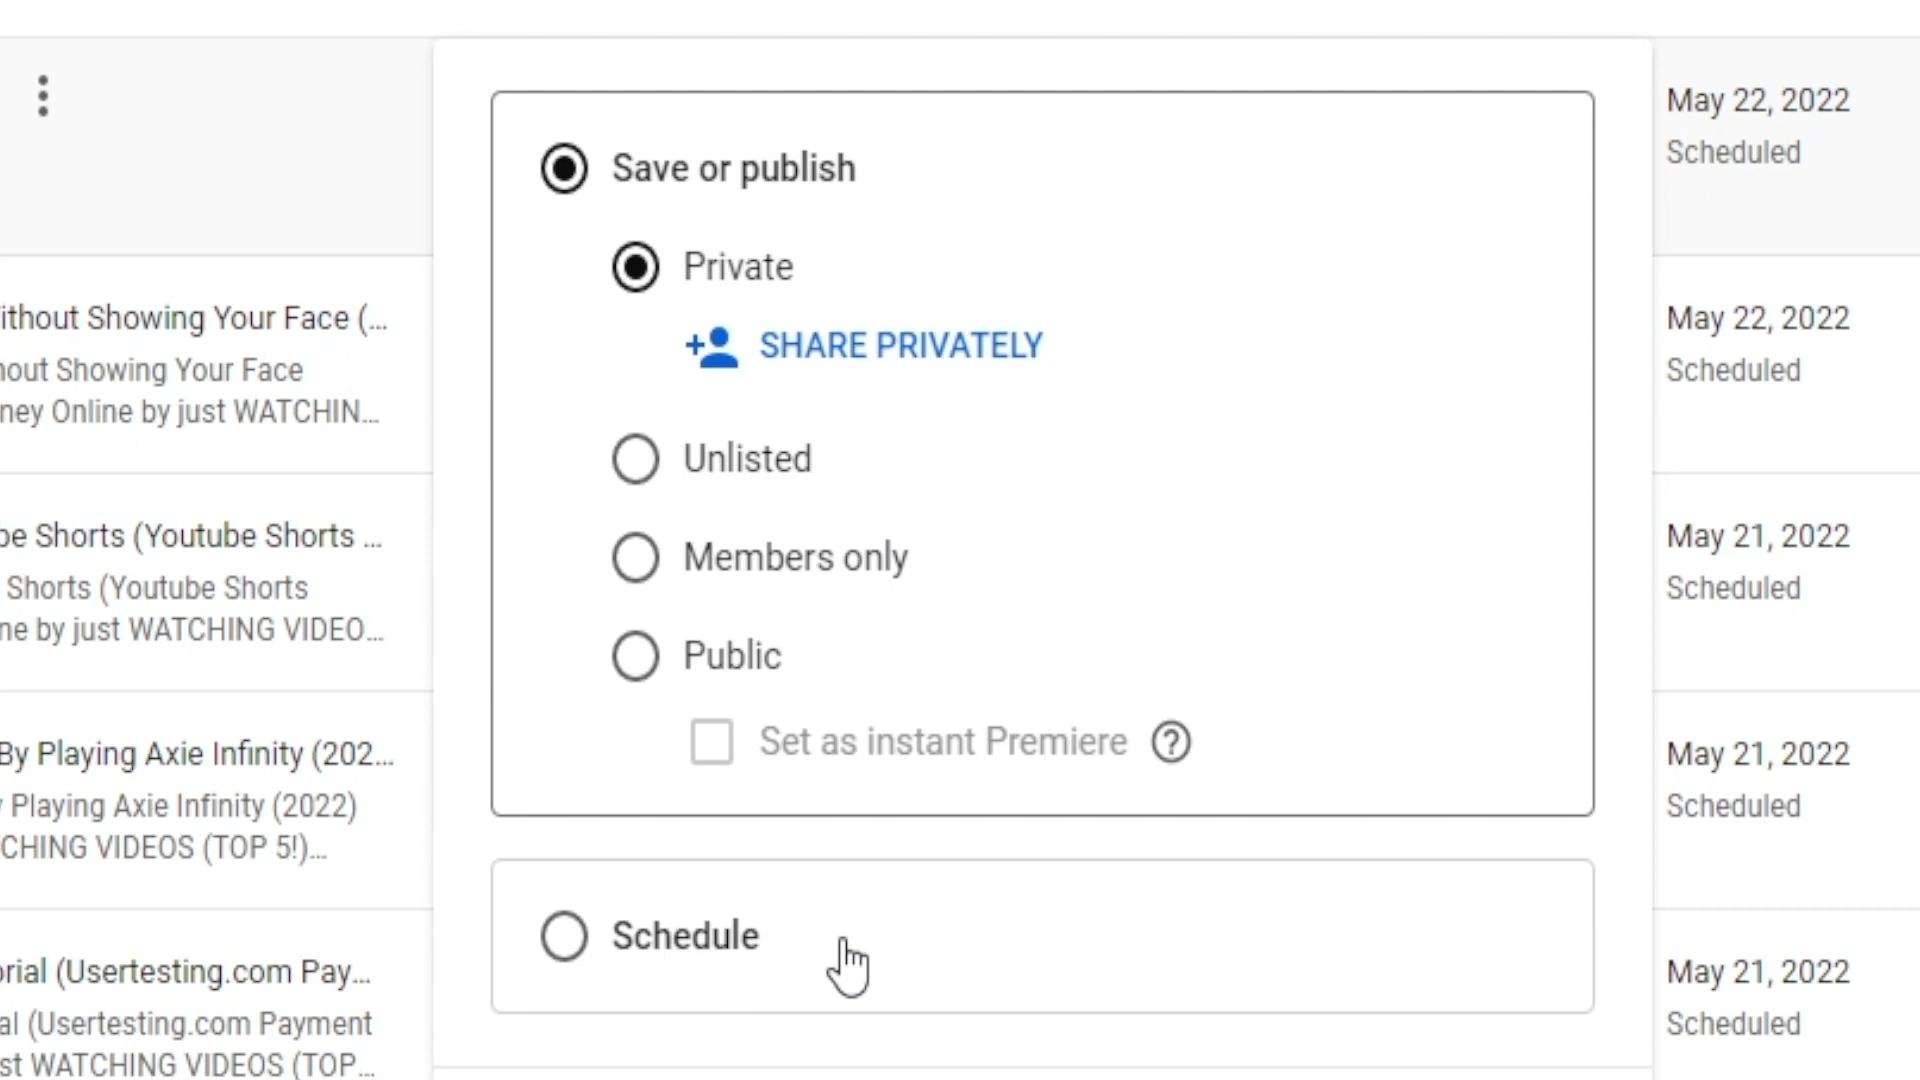 May 22, 2022
Scheduled
Save or publish
Private
SHARE PRIVATELY
Unlisted
Members only
Public
Set as instant Premiere
Schedule
ithout Showing Your Face (...
hout Showing Your Face
ney Online by just WATCHIN...
May 22, 2022
Scheduled
be Shorts (Youtube Shorts ...
Shorts (Youtube Shorts
ne by just WATCHING VIDEO...
May 21, 2022
Scheduled
By Playing Axie Infinity (202...
y Playing Axie Infinity (2022)
CHING VIDEOS (TOP 5!)...
May 21, 2022
Scheduled
orial (Usertesting.com Pay...
al (Usertesting.com Payment
st WATCHING VIDEOS (TOP...
May 21, 2022
Scheduled